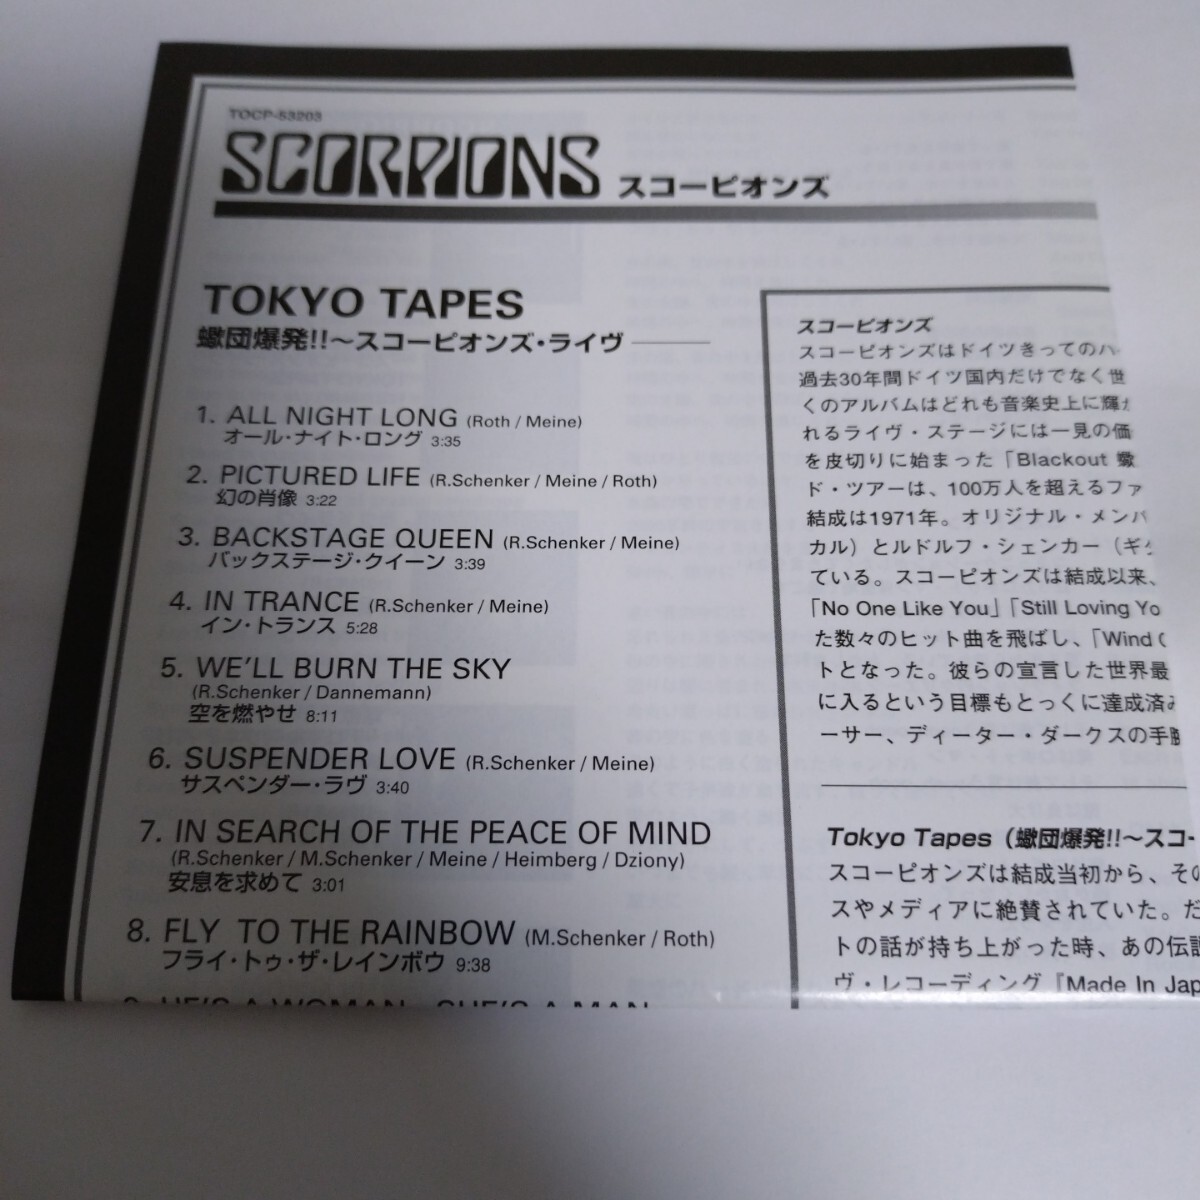 TOCP-53203
SCORPIONS スコーピオンズ
TOKYO TAPES
蠍団爆発!!〜スコーピオンズ・ライヴ
1. ALL NIGHT LONG (Roth / Meine)
オール・ナイト・ロング 3:35
2. PICTURED LIFE (R.Schenker / Meine / Roth)
幻の肖像 3:22
3. BACKSTAGE QUEEN (R.Schenker / Meine)
バックステージ・クイーン 3:39
4. IN TRANCE (R.Schenker / Meine)
イン・トランス 5:28
5. WE'LL BURN THE SKY
(R.Schenker / Dannemann)
空を燃やせ 8:11
6. SUSPENDER LOVE (R.Schenker / Meine)
サスペンダー・ラヴ 3:40
7. IN SEARCH OF THE PEACE OF MIND
(R.Schenker / M.Schenker / Meine / Heimberg / Dziony)
安息を求めて 3:01
8. FLY TO THE RAINBOW (M.Schenker / Roth)
フライ・トゥ・ザ・レインボウ 9:38
9. HE'S A WOMAN - SHE'S A MAN
スコーピオンズ
スコーピオンズはドイツきってのハー
過去30年間ドイツ国内だけでなく世
くのアルバムはどれも音楽史上に輝か
れるライヴ・ステージには一見の価
を皮切りに始まった「Blackout 蠍
ド・ツアーは、100万人を超えるファ
結成は1971年。オリジナル・メンバ
カル）とルドルフ・シェンカー（ギタ
ている。スコーピオンズは結成以来、
「No One Like You」「Still Loving Yo
た数々のヒット曲を飛ばし、「Wind O
トとなった。彼らの宣言した世界最
に入るという目標もとっくに達成済み
ーサー、ディーター・ダークスの手腕
Tokyo Tapes（蠍団爆発!!〜スコー
スコーピオンズは結成当初から、その
スやメディアに絶賛されていた。だ
トの話が持ち上がった時、あの伝説
ヴ・レコーディング『Made In Jap